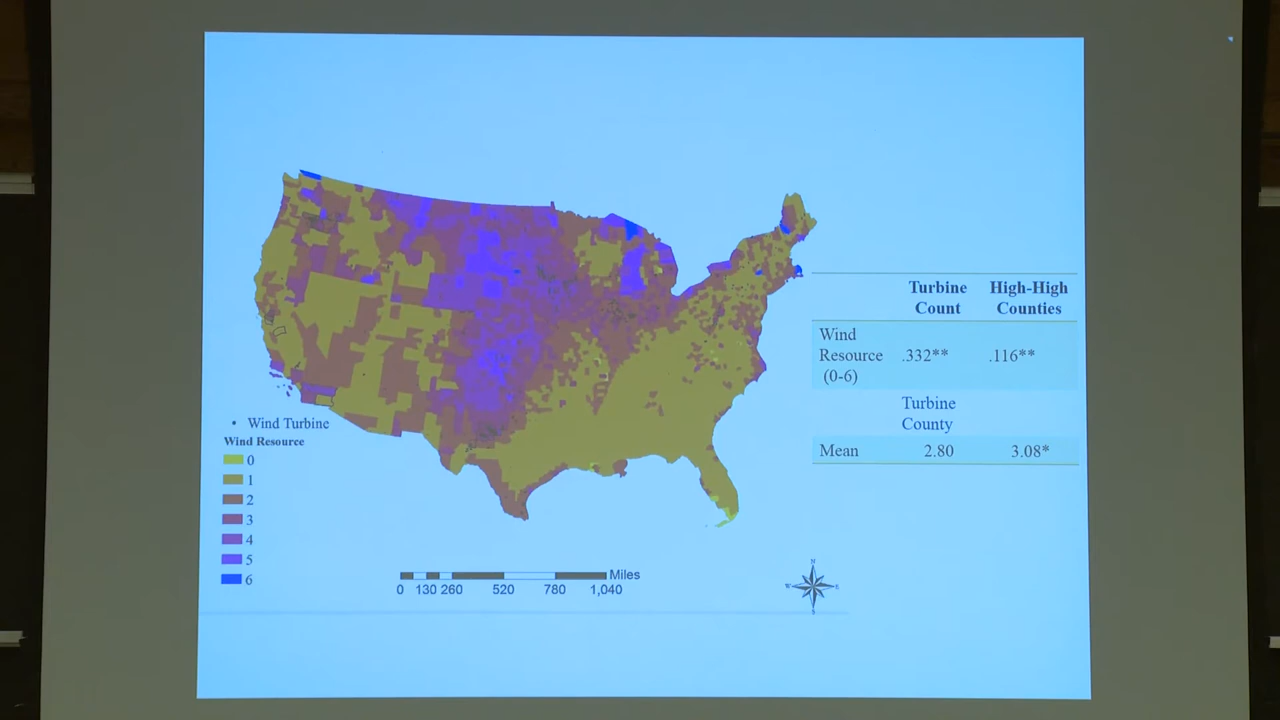 Wind Turbine
Wind Resource
0
1
2
3
4
5
6
Miles
0 130 260 520 780 1,040
N
W E
S
Turbine Count High-High Counties
Wind Resource (0-6) .332** .116**
Turbine County
Mean 2.80 3.08*